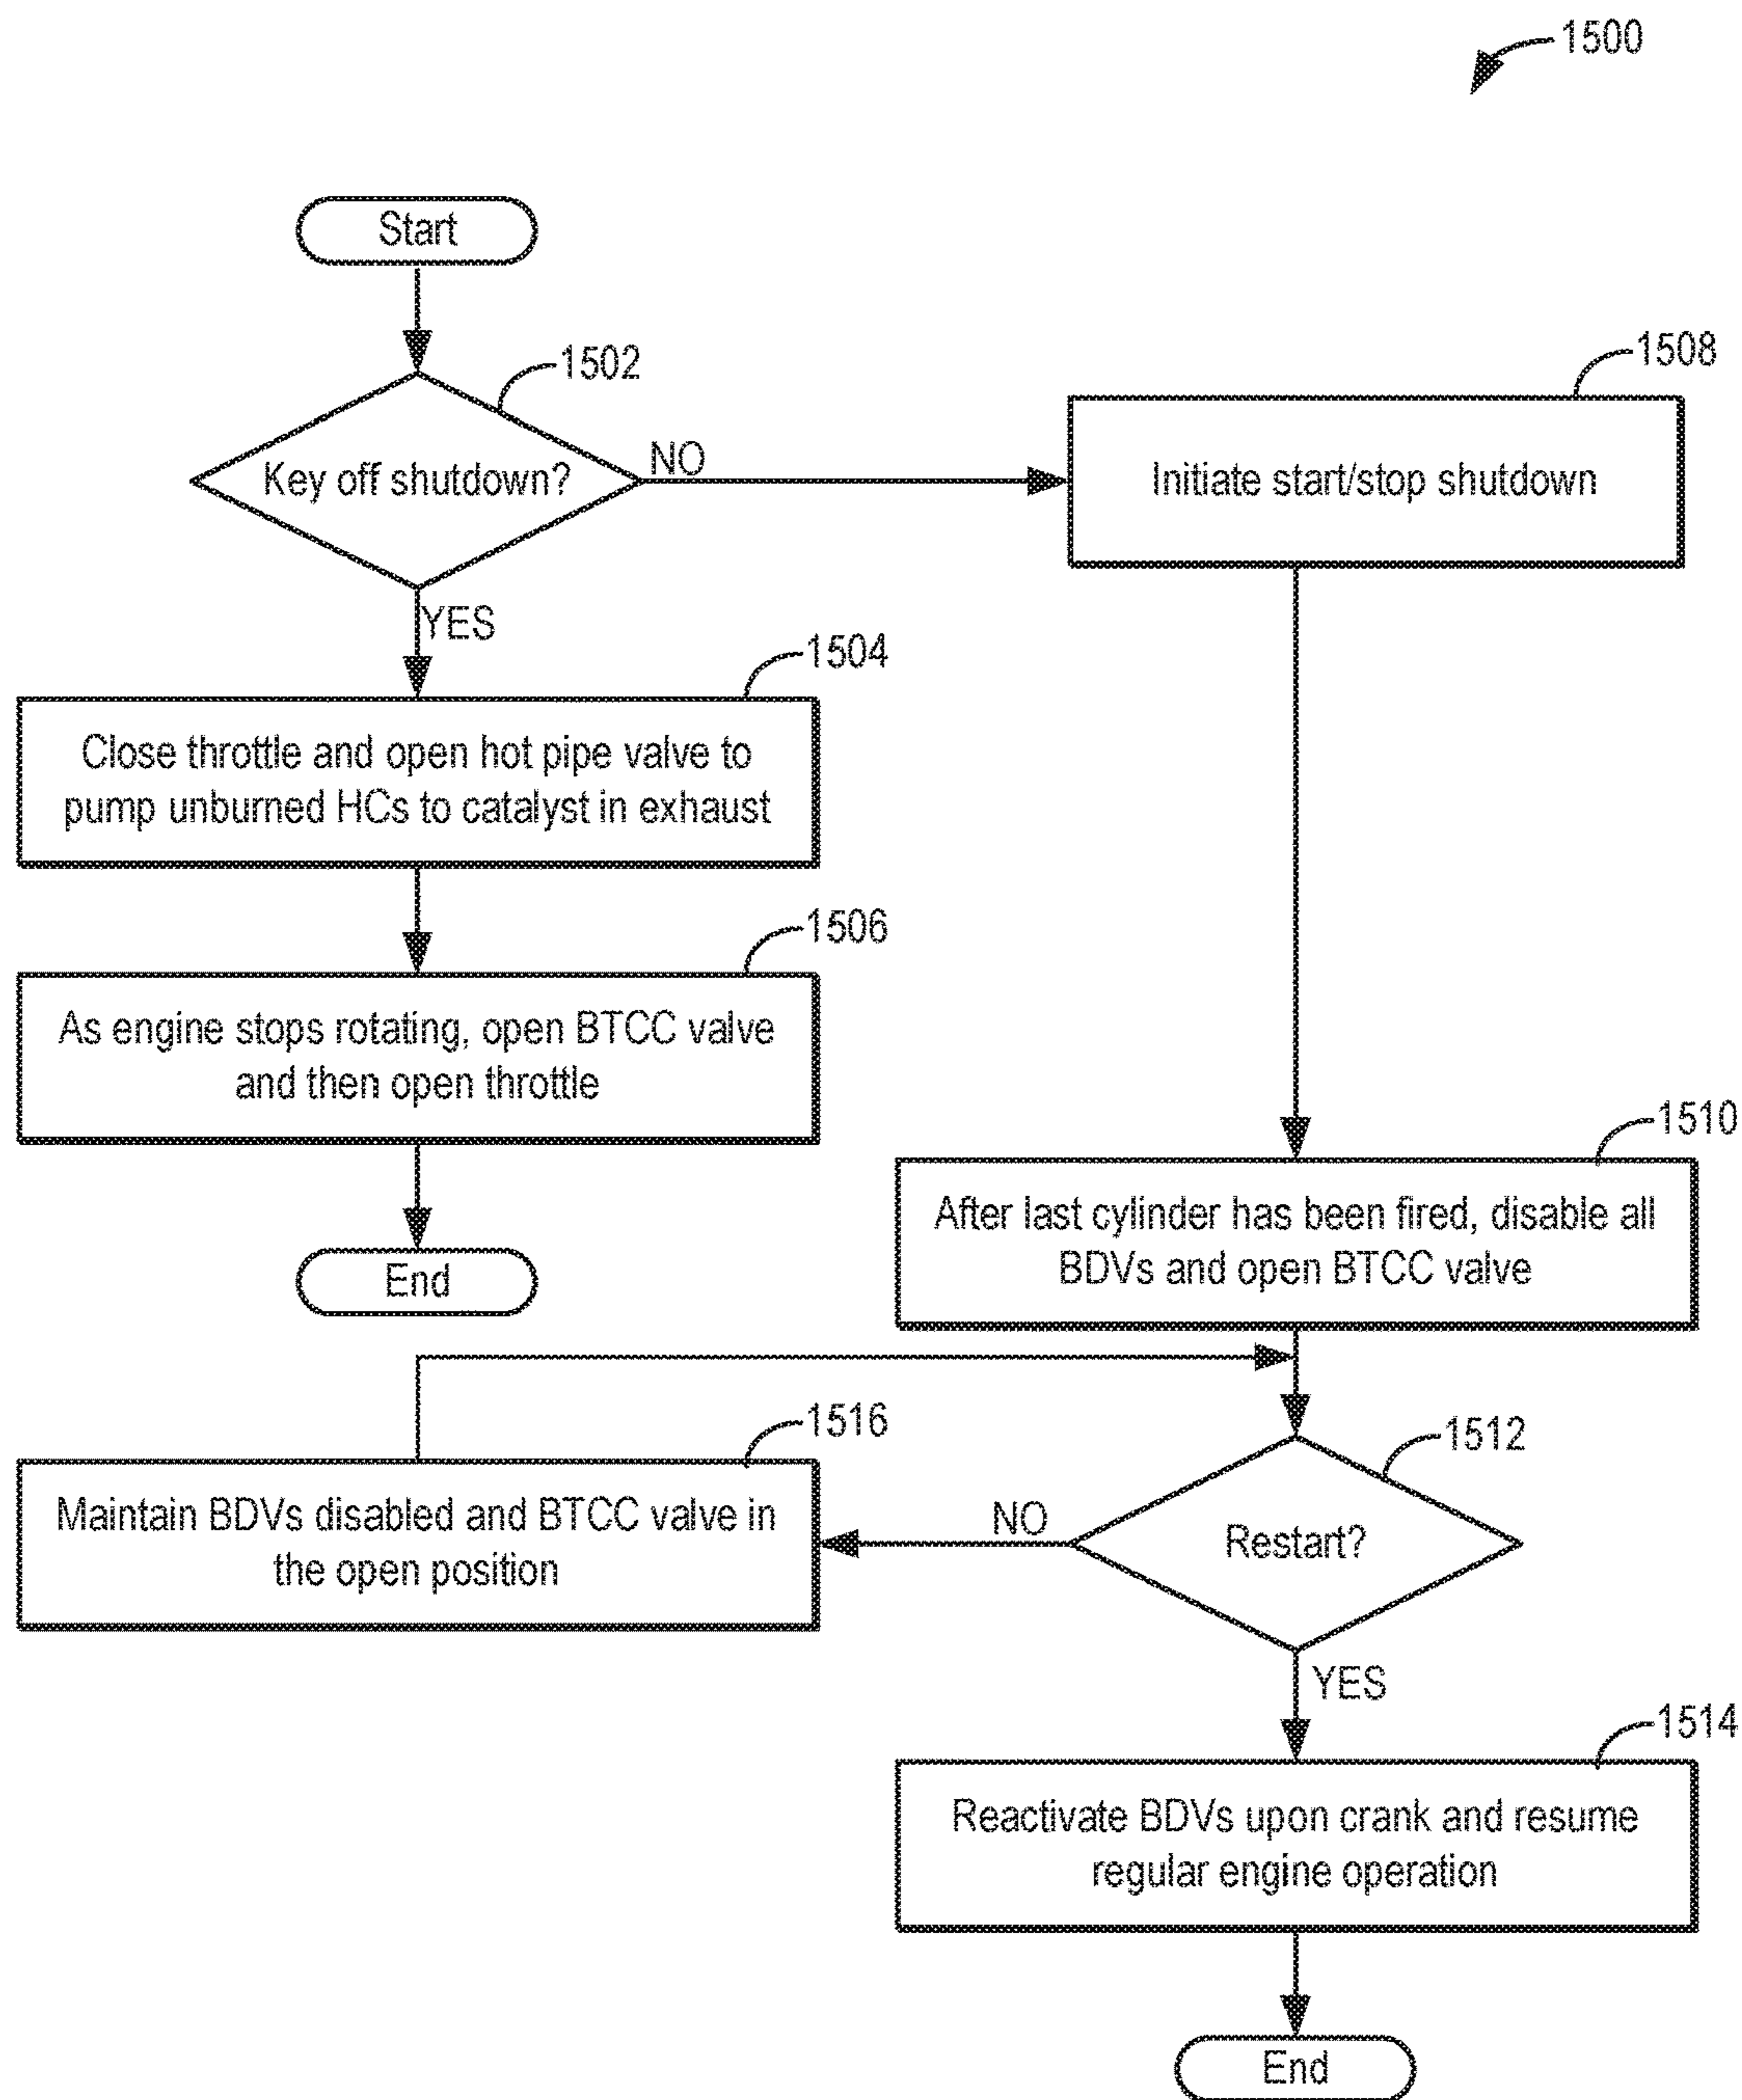 1500
Start
1502
Key off shutdown?
NO
YES
1508
Initiate start/stop shutdown
1504
Close throttle and open hot pipe valve to
pump unburned HCs to catalyst in exhaust
1506
As engine stops rotating, open BTCC valve
and then open throttle
End
1510
After last cylinder has been fired, disable all
BDVs and open BTCC valve
1512
Restart?
NO
YES
1516
Maintain BDVs disabled and BTCC valve in
the open position
1514
Reactivate BDVs upon crank and resume
regular engine operation
End